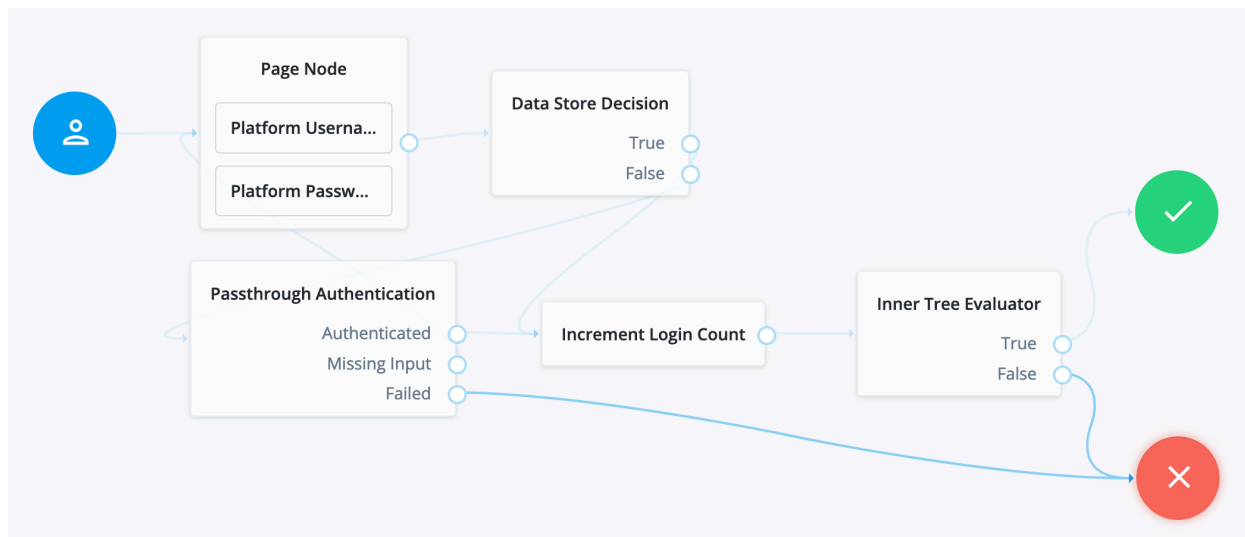 Page Node
Platform Userna...
Platform Passw...
Data Store Decision
True
False
Passthrough Authentication
Authenticated
Missing Input
Failed
Increment Login Count
Inner Tree Evaluator
True
False